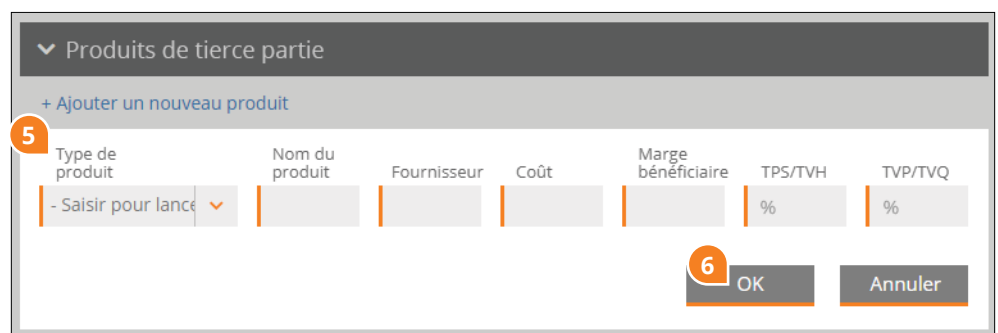 Produits de tierce partie
+ Ajouter un nouveau produit
5
Type de produit
Nom du produit
Fournisseur
Coût
Marge bénéficiaire
TPS/TVH
TVP/TVQ
- Saisir pour lance
%
%
6
OK
Annuler